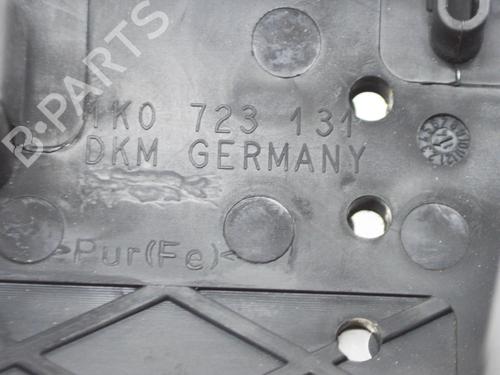 B-PARTS
1K0 723 131
DKM GERMANY
>Pur(Fe)<